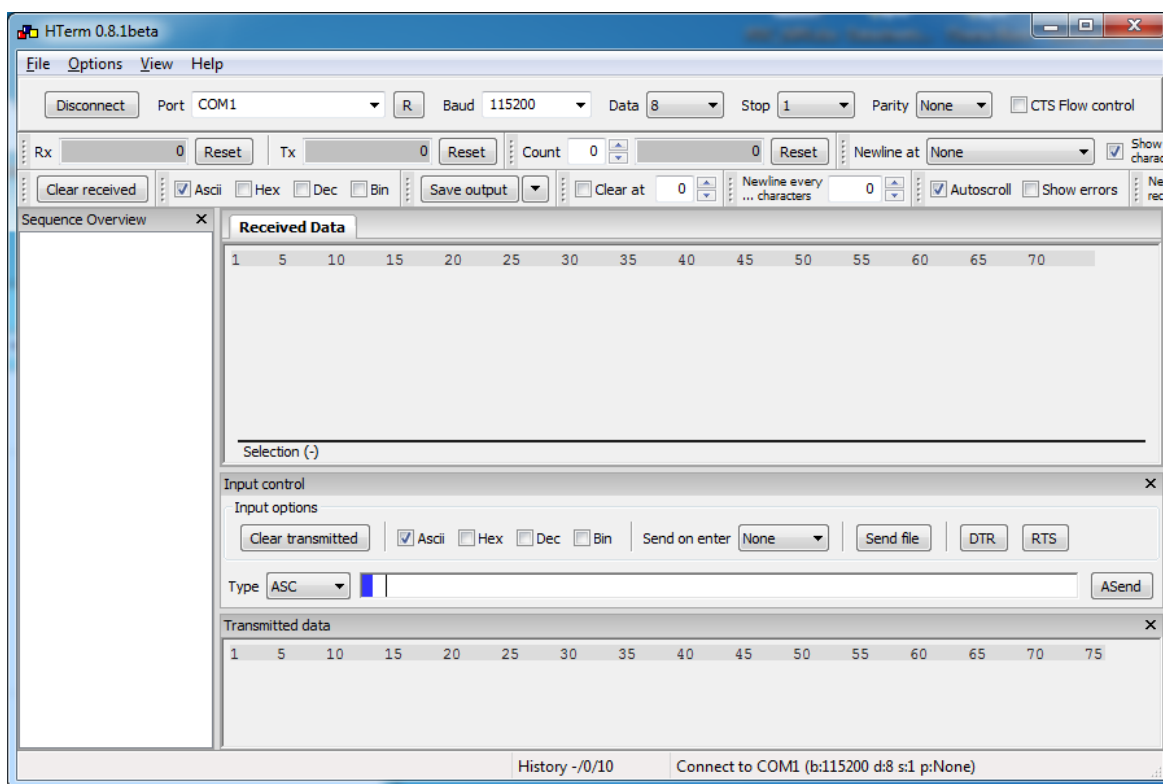 HTerm 0.8.1beta
File Options View Help
Disconnect Port COM1 R Baud 115200 Data 8 Stop 1 Parity None CTS Flow control
Rx 0 Reset Tx 0 Reset Count 0 0 Reset Newline at None Show
charac
Clear received Ascii Hex Dec Bin Save output Clear at 0 Newline every
... characters 0 Autoscroll Show errors Ne
rec
Sequence Overview
Received Data
1 5 10 15 20 25 30 35 40 45 50 55 60 65 70
Selection (-)
Input control
Input options
Clear transmitted Ascii Hex Dec Bin Send on enter None Send file DTR RTS
Type ASC ASend
Transmitted data
1 5 10 15 20 25 30 35 40 45 50 55 60 65 70 75
History -/0/10 Connect to COM1 (b:115200 d:8 s:1 p:None)